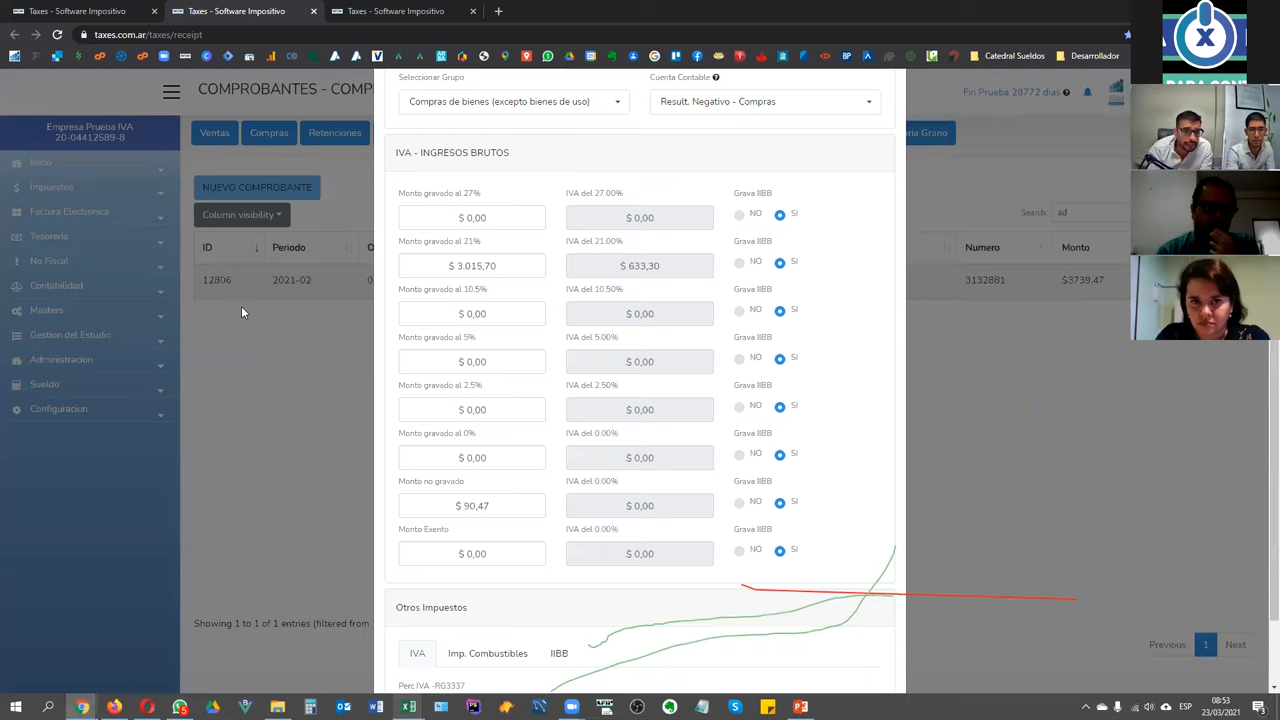 Taxes - Software Impositivo
Taxes - Software Impositivo
Taxes - Software Impositivo
taxes.com.ar/taxes/receipt
Catedral Sueldos
Desarrollador
COMPROBANTES - COMP
Fin Prueba 28772 dias
Empresa Prueba IVA
20-04412589-8
Inicio
Impuestos
Factura Electronica
Tesoreria
No Fiscal
Contabilidad
Masters
Gestion del Estudio
Administracion
Sueldo
Configuracion
Ventas
Compras
Retenciones
ria Grano
NUEVO COMPROBANTE
Column visibility
Search: ad
ID
Periodo
Numero
Monto
12806
2021-02
0
3132881
$3739.47
Showing 1 to 1 of 1 entries (filtered from
Previous
1
Next
Seleccionar Grupo
Cuenta Contable
Compras de bienes (excepto bienes de uso)
Result. Negativo - Compras
IVA - INGRESOS BRUTOS
Monto gravado al 27%
IVA del 27.00%
Grava IIBB
$ 0,00
$ 0,00
NO
SI
Monto gravado al 21%
IVA del 21.00%
Grava IIBB
$ 3.015,70
$ 633,30
NO
SI
Monto gravado al 10,5%
IVA del 10.50%
Grava IIBB
$ 0,00
$ 0,00
NO
SI
Monto gravado al 5%
IVA del 5.00%
Grava IIBB
$ 0,00
$ 0,00
NO
SI
Monto gravado al 2,5%
IVA del 2.50%
Grava IIBB
$ 0,00
$ 0,00
NO
SI
Monto gravado al 0%
IVA del 0.00%
Grava IIBB
$ 0,00
$ 0,00
NO
SI
Monto no gravado
IVA del 0.00%
Grava IIBB
$ 90,47
$ 0,00
NO
SI
Monto Exento
IVA del 0.00%
Grava IIBB
$ 0,00
$ 0,00
NO
SI
Otros Impuestos
IVA
Imp. Combustibles
IIBB
Perc IVA -RG3337
ESP
08:53
23/03/2021